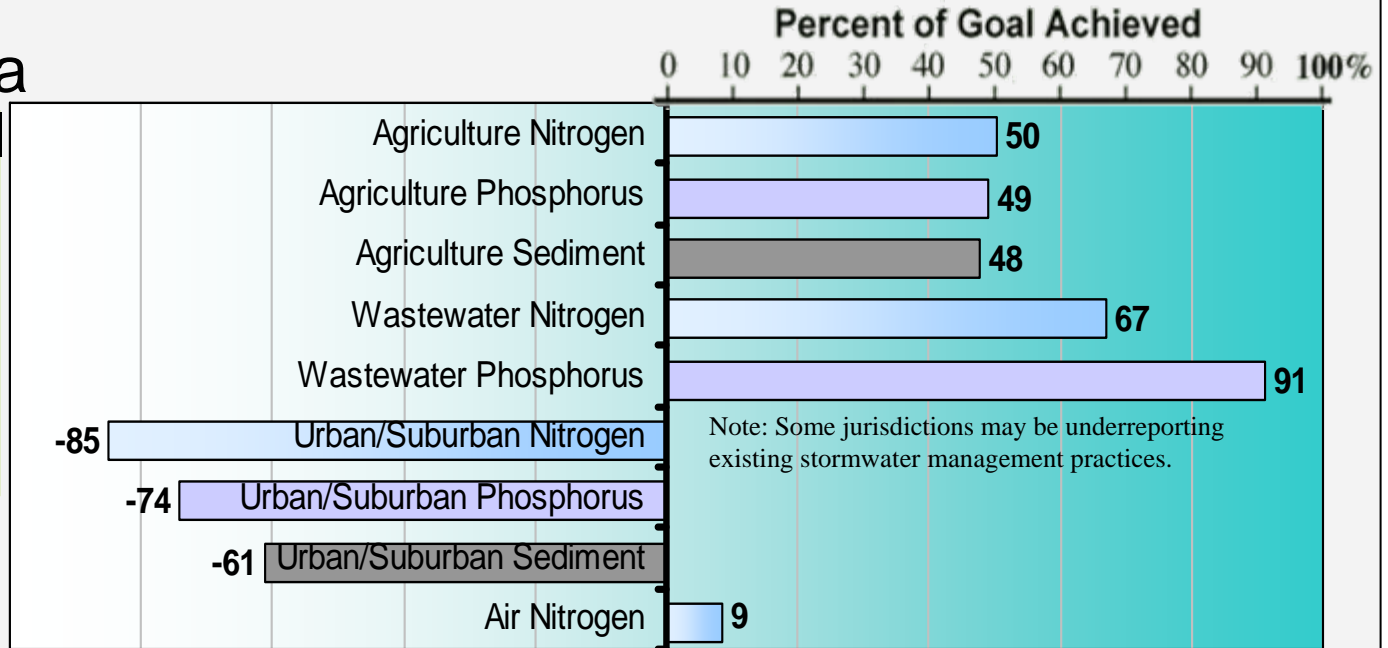 Percent of Goal Achieved
a
0 10 20 30 40 50 60 70 80 90 100%
Agriculture Nitrogen 50
Agriculture Phosphorus 49
Agriculture Sediment 48
Wastewater Nitrogen 67
Wastewater Phosphorus 91
-85 Urban/Suburban Nitrogen
Note: Some jurisdictions may be underreporting
existing stormwater management practices.
-74 Urban/Suburban Phosphorus
-61 Urban/Suburban Sediment
Air Nitrogen 9